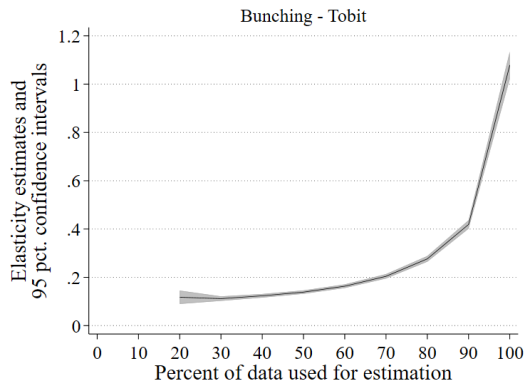 Bunching - Tobit
Elasticity estimates and
95 pct. confidence intervals
1.2
1
.8
.6
.4
.2
0
0 10 20 30 40 50 60 70 80 90 100
Percent of data used for estimation